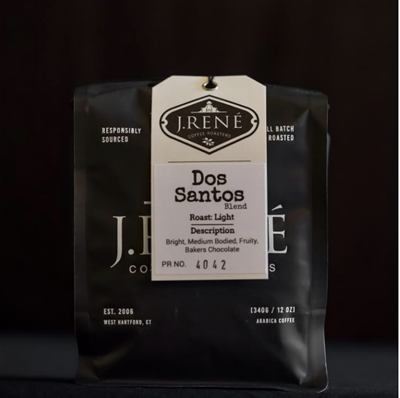 J.RENÉ
COFFEE ROASTERS
RESPONSIBLY
SOURCED
BATCH
ROASTED
Dos
Santos
Blend
Roast: Light
Description
Bright, Medium Bodied, Fruity,
Bakers Chocolate
PR NO. 4042
EST. 2006
WEST HARTFORD, CT
[340G / 12 OZ]
ARABICA COFFEE